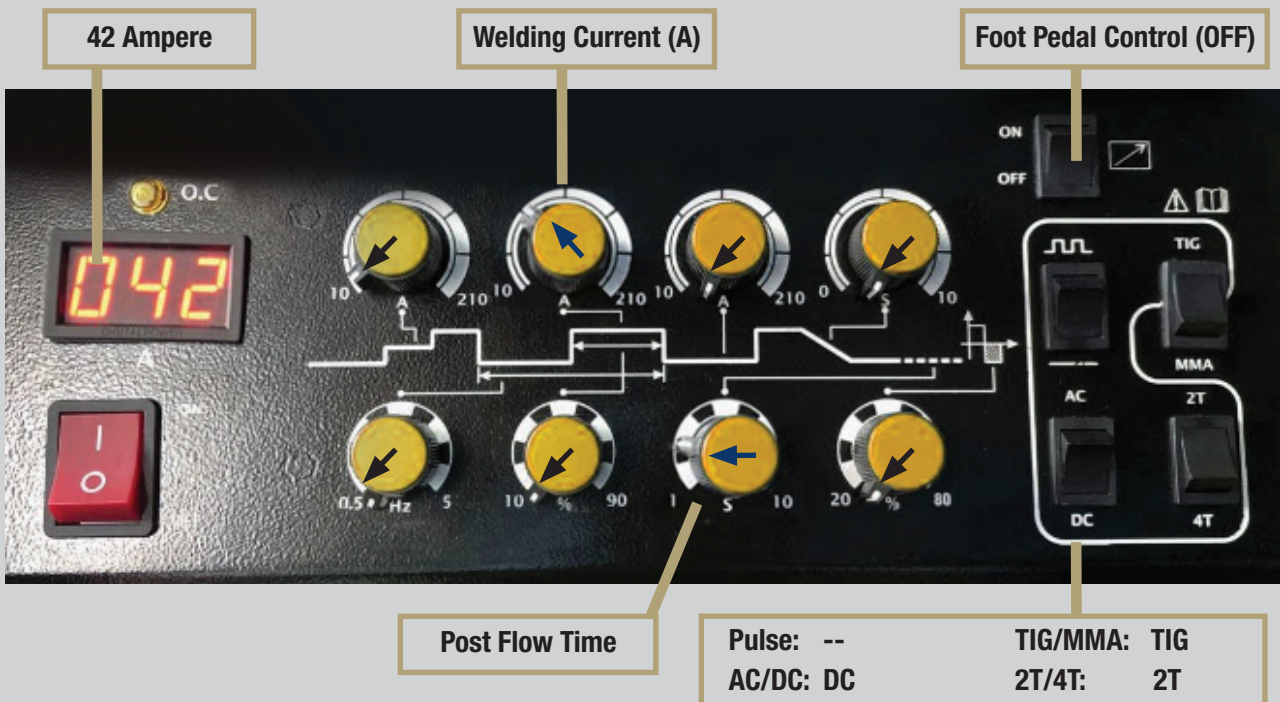 42 Ampere
Welding Current (A)
Foot Pedal Control (OFF)
ON
OFF
O.C
042
A
TIG
MMA
AC
DC
2T
4T
10 A 210
10 A 210
10 A 210
0 S 10
ON
I
O
0.5 Hz 5
10 % 90
1 S 10
20 % 80
Post Flow Time
Pulse: -- TIG/MMA: TIG
AC/DC: DC 2T/4T: 2T